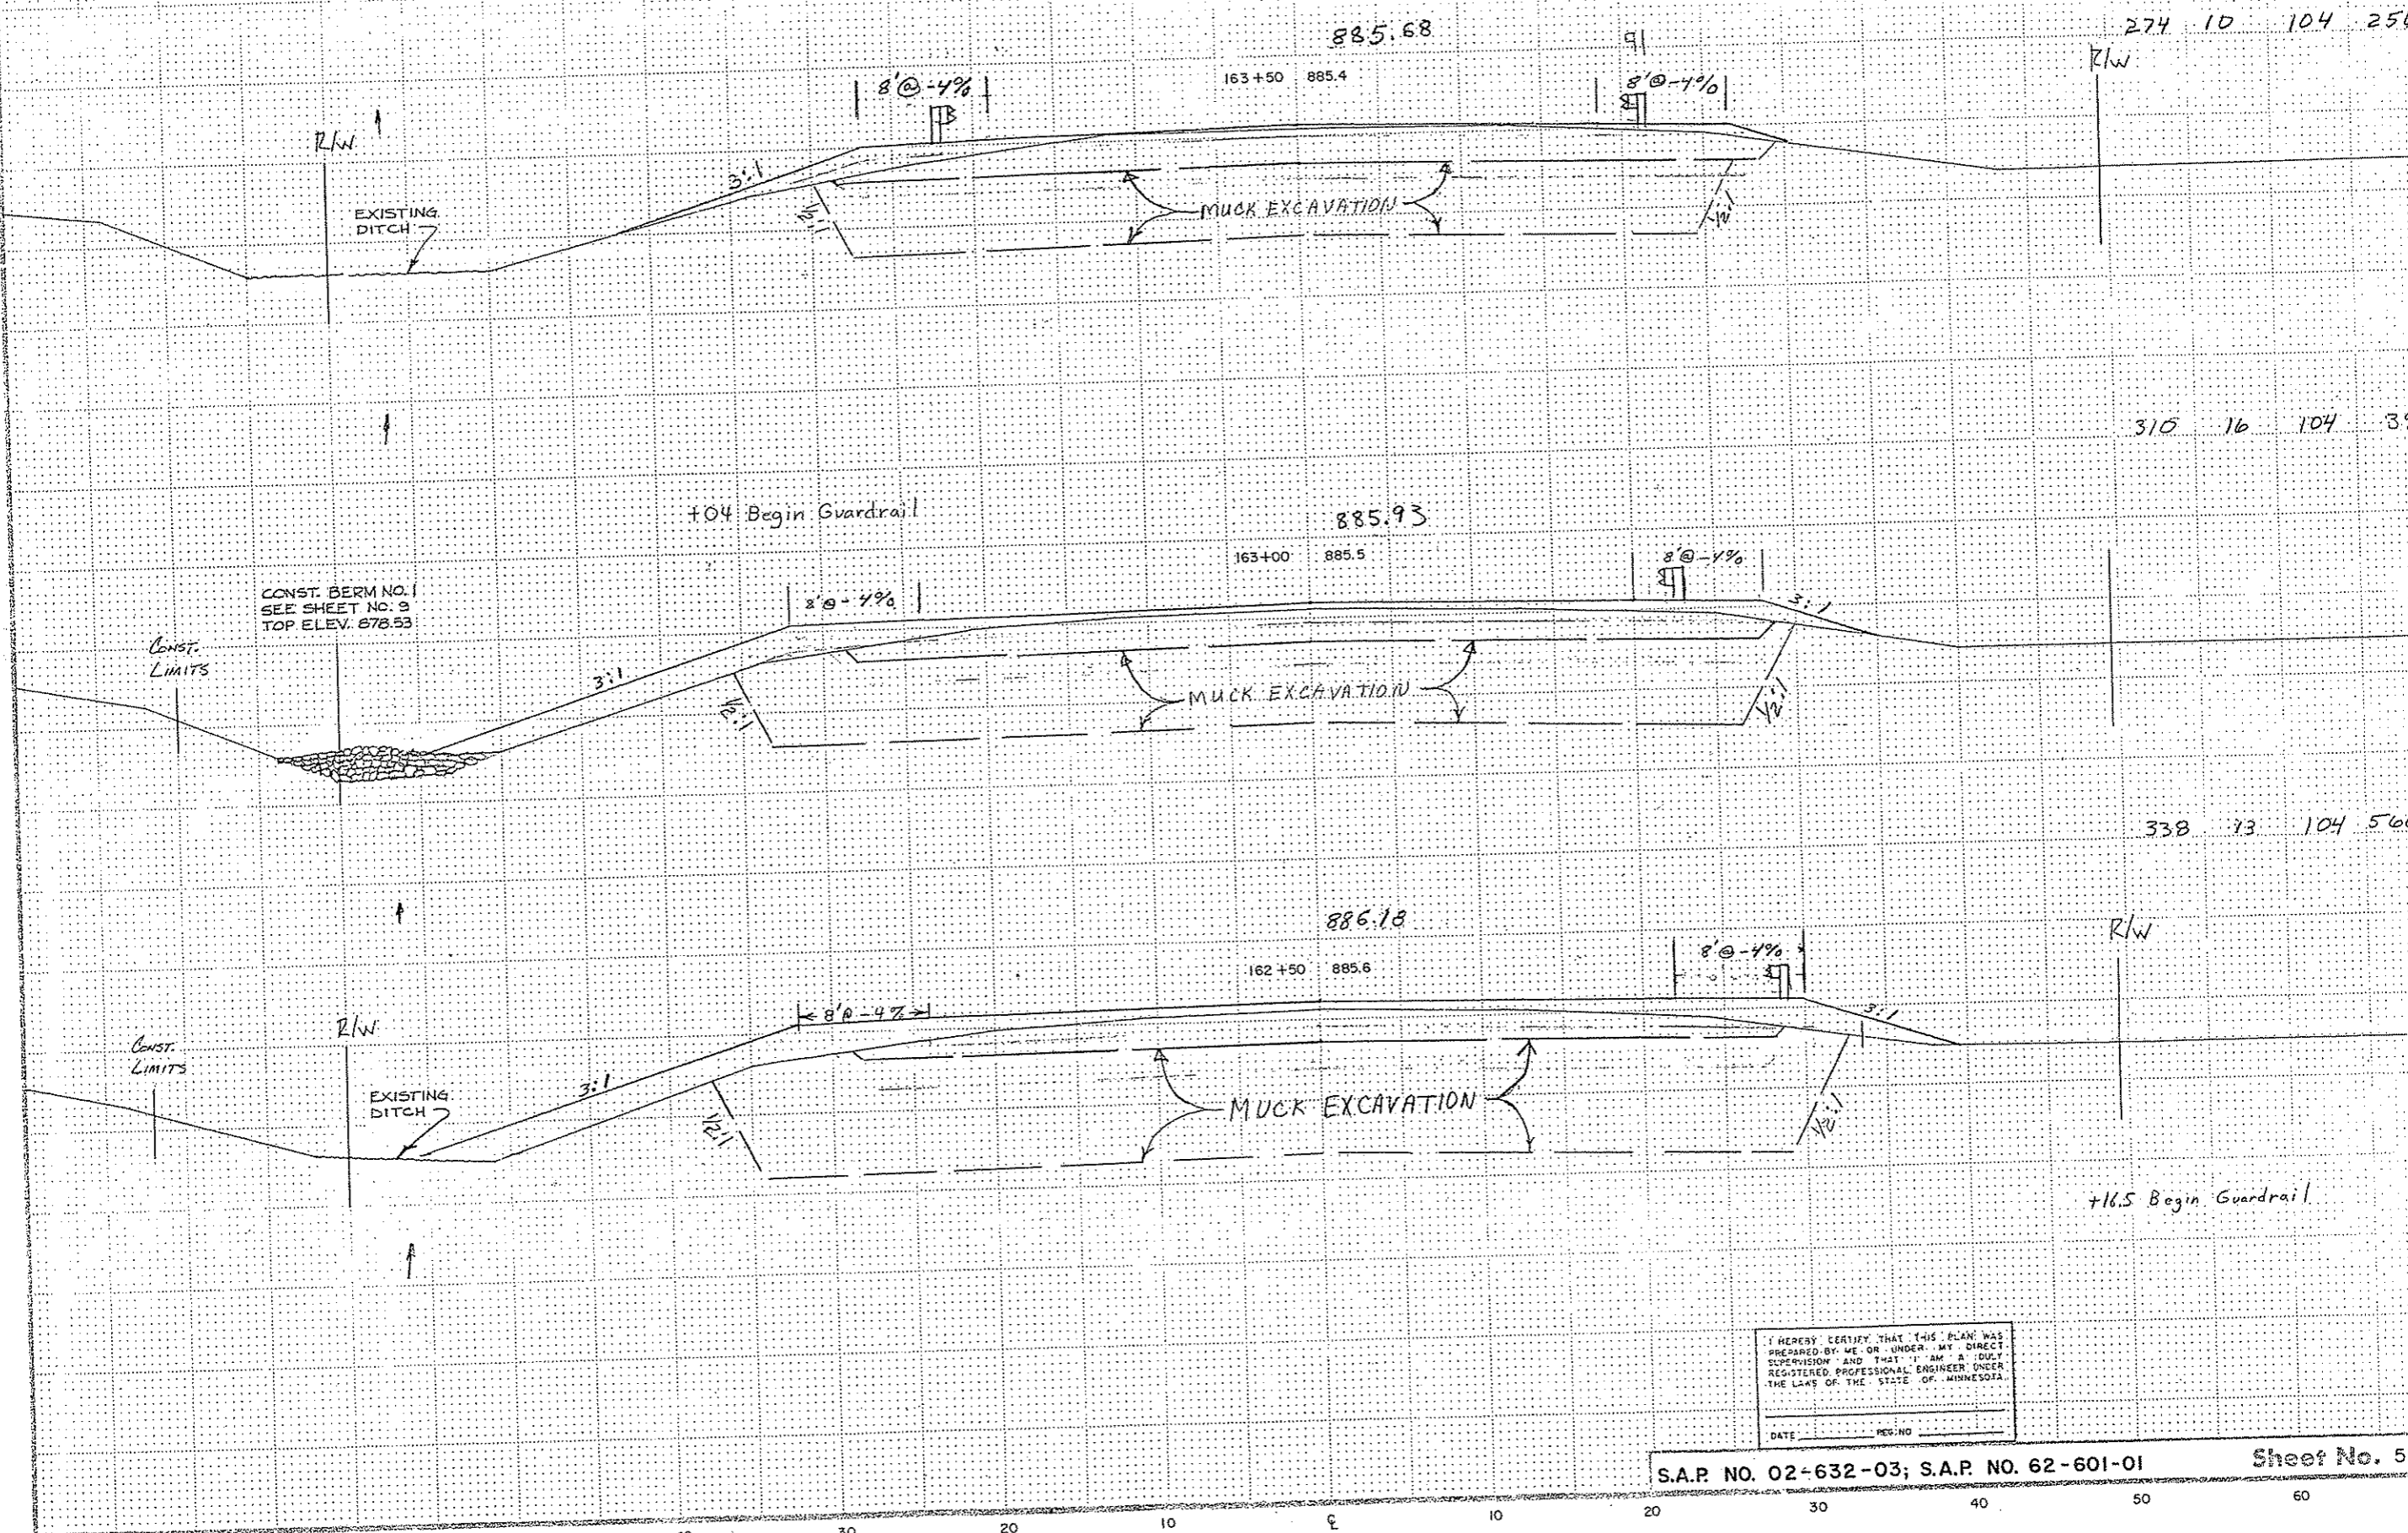 274 10 104
885.68
91
163+50 885.4
R/W
8'@-4%
8'@-4%
R/W
3:1
EXISTING
DITCH
MUCK EXCAVATION
1/2:1
1/2:1
310 16 104
+04 Begin Guardrail
885.93
163+00 885.5
8'@-4%
CONST. BERM NO. 1
SEE SHEET NO. 9
TOP ELEV. 878.53
8'@-4%
3:1
CONST.
LIMITS
3:1
MUCK EXCAVATION
1/2:1
1/2:1
338 13 104
886.18
R/W
8'@-4%
162+50 885.6
8'@-4%
3:1
R/W
CONST.
LIMITS
3:1
EXISTING
DITCH
MUCK EXCAVATION
1/2:1
1/2:1
+16.5 Begin Guardrail
I HEREBY CERTIFY THAT THIS PLAN WAS
PREPARED BY ME OR UNDER MY DIRECT
SUPERVISION AND THAT I AM A DULY
REGISTERED PROFESSIONAL ENGINEER UNDER
THE LAWS OF THE STATE OF MINNESOTA
DATE REG. NO
S.A.P. NO. 02-632-03; S.A.P. NO. 62-601-01 Sheet No. 5
30 20 10 ℄ 10 20 30 40 50 60